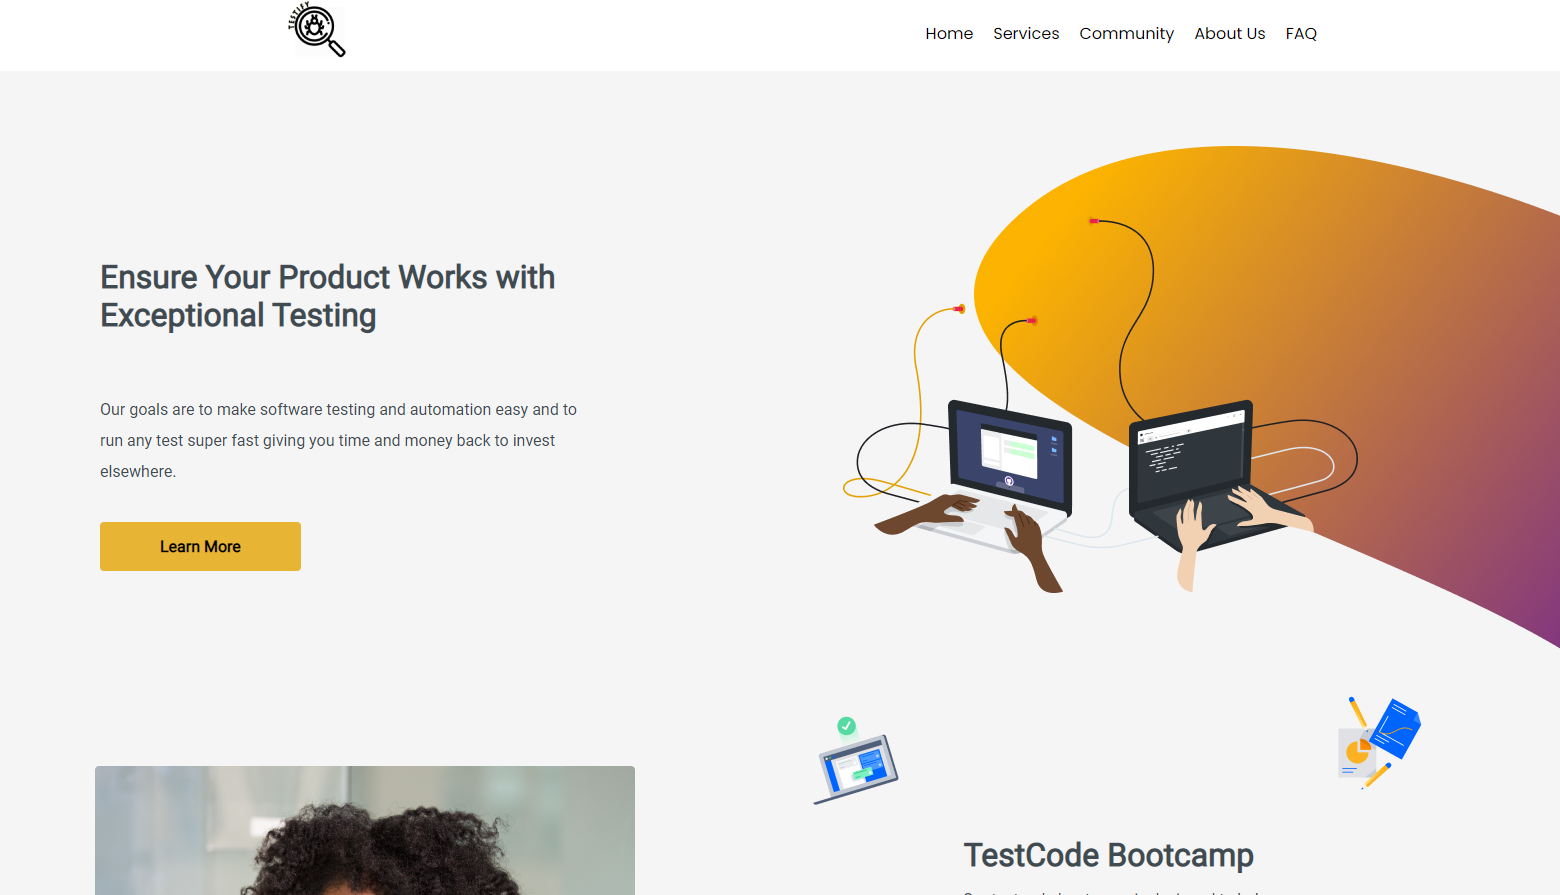 TESTIFY
Home Services Community About Us FAQ
Ensure Your Product Works with
Exceptional Testing
Our goals are to make software testing and automation easy and to
run any test super fast giving you time and money back to invest
elsewhere.
Learn More
TestCode Bootcamp